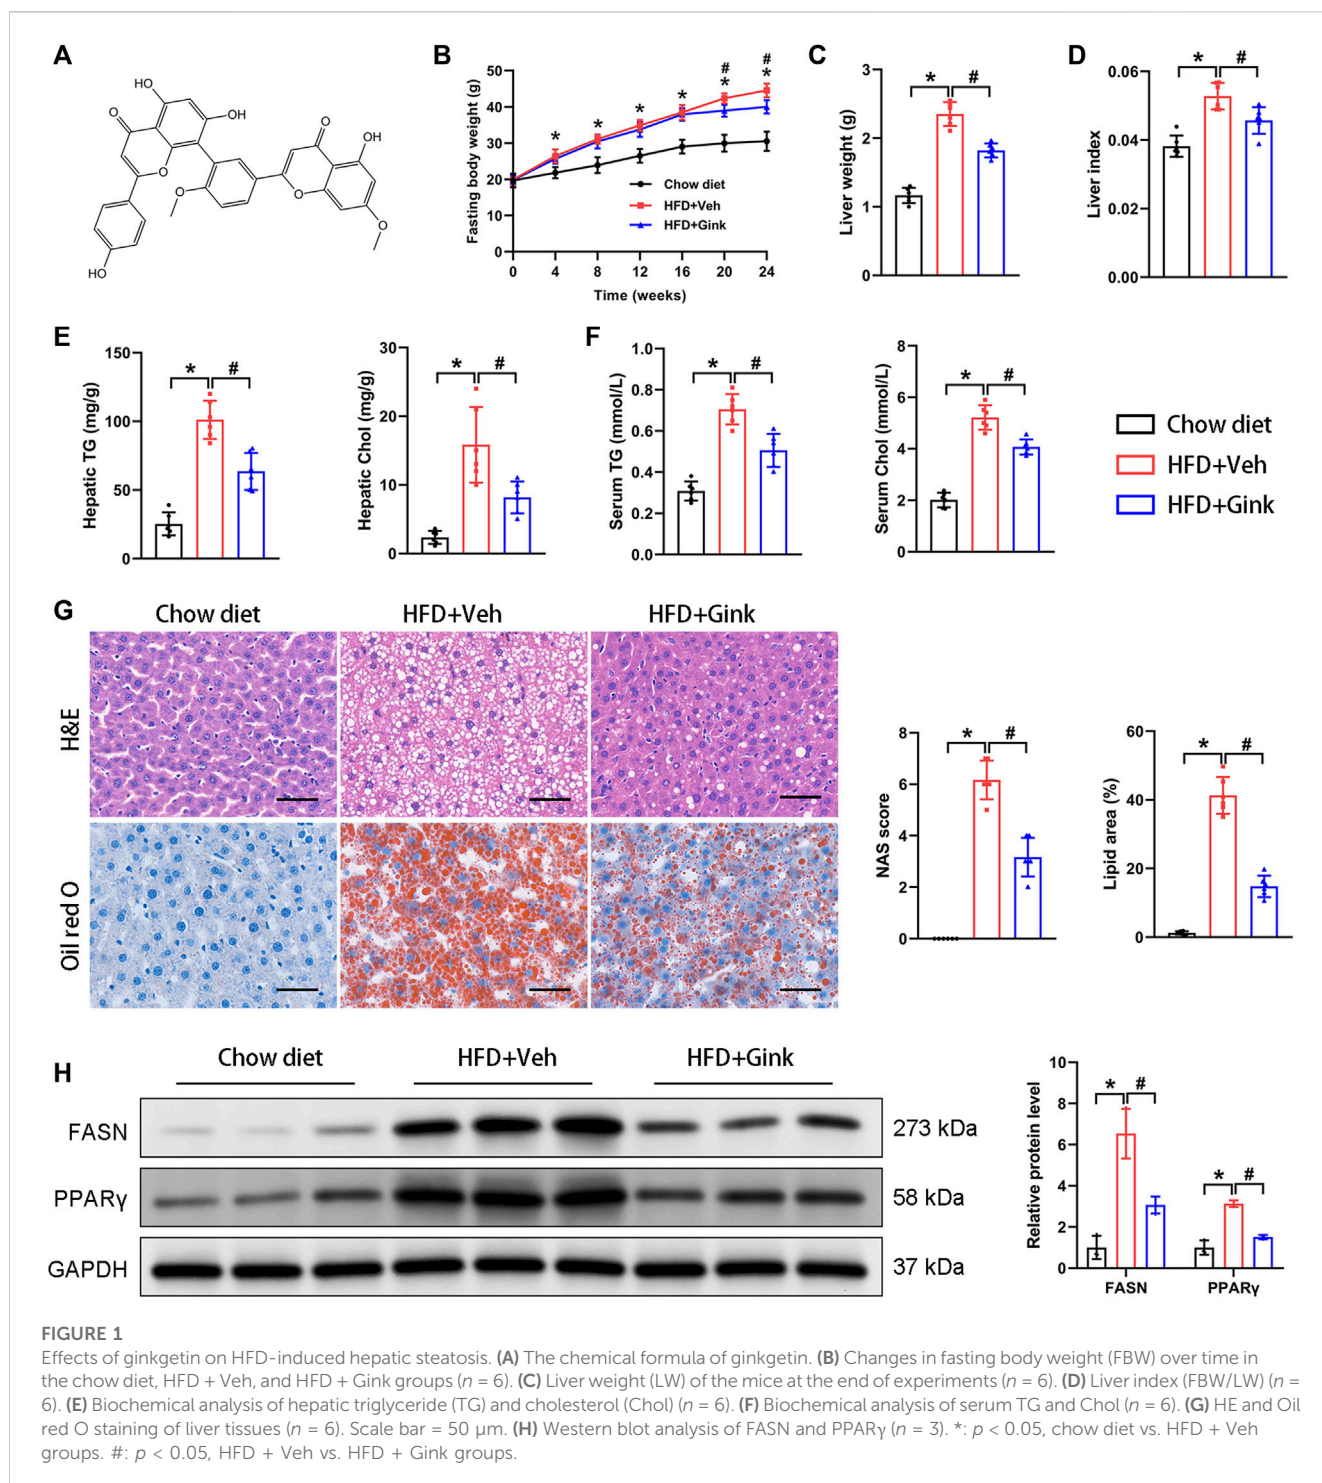 A
HO
OH
O
OH
O
OH
O
O
O
O
HO
B
Fasting body weight (g)
50
40
30
20
10
0
0 4 8 12 16 20 24
Time (weeks)
* * * * # * # *
Chow diet
HFD+Veh
HFD+Gink
C
Liver weight (g)
3
2
1
0
* #
D
Liver index
0.06
0.04
0.02
0.00
* #
E
Hepatic TG (mg/g)
150
100
50
0
* #
Hepatic Chol (mg/g)
30
20
10
0
* #
F
Serum TG (mmol/L)
1.0
0.8
0.6
0.4
0.2
0.0
* #
Serum Chol (mmol/L)
8
6
4
2
0
* #
Chow diet
HFD+Veh
HFD+Gink
G
Chow diet HFD+Veh HFD+Gink
H&E
Oil red O
NAS score
8
6
4
2
0
* #
Lipid area (%)
60
40
20
0
* #
H
Chow diet HFD+Veh HFD+Gink
FASN 273 kDa
PPARγ 58 kDa
GAPDH 37 kDa
Relative protein level
10
8
6
4
2
0
* #
* #
FASN PPARγ
FIGURE 1
Effects of ginkgetin on HFD-induced hepatic steatosis. (A) The chemical formula of ginkgetin. (B) Changes in fasting body weight (FBW) over time in
the chow diet, HFD + Veh, and HFD + Gink groups (n = 6). (C) Liver weight (LW) of the mice at the end of experiments (n = 6). (D) Liver index (FBW/LW) (n =
6). (E) Biochemical analysis of hepatic triglyceride (TG) and cholesterol (Chol) (n = 6). (F) Biochemical analysis of serum TG and Chol (n = 6). (G) HE and Oil
red O staining of liver tissues (n = 6). Scale bar = 50 μm. (H) Western blot analysis of FASN and PPARγ (n = 3). *: p < 0.05, chow diet vs. HFD + Veh
groups. #: p < 0.05, HFD + Veh vs. HFD + Gink groups.